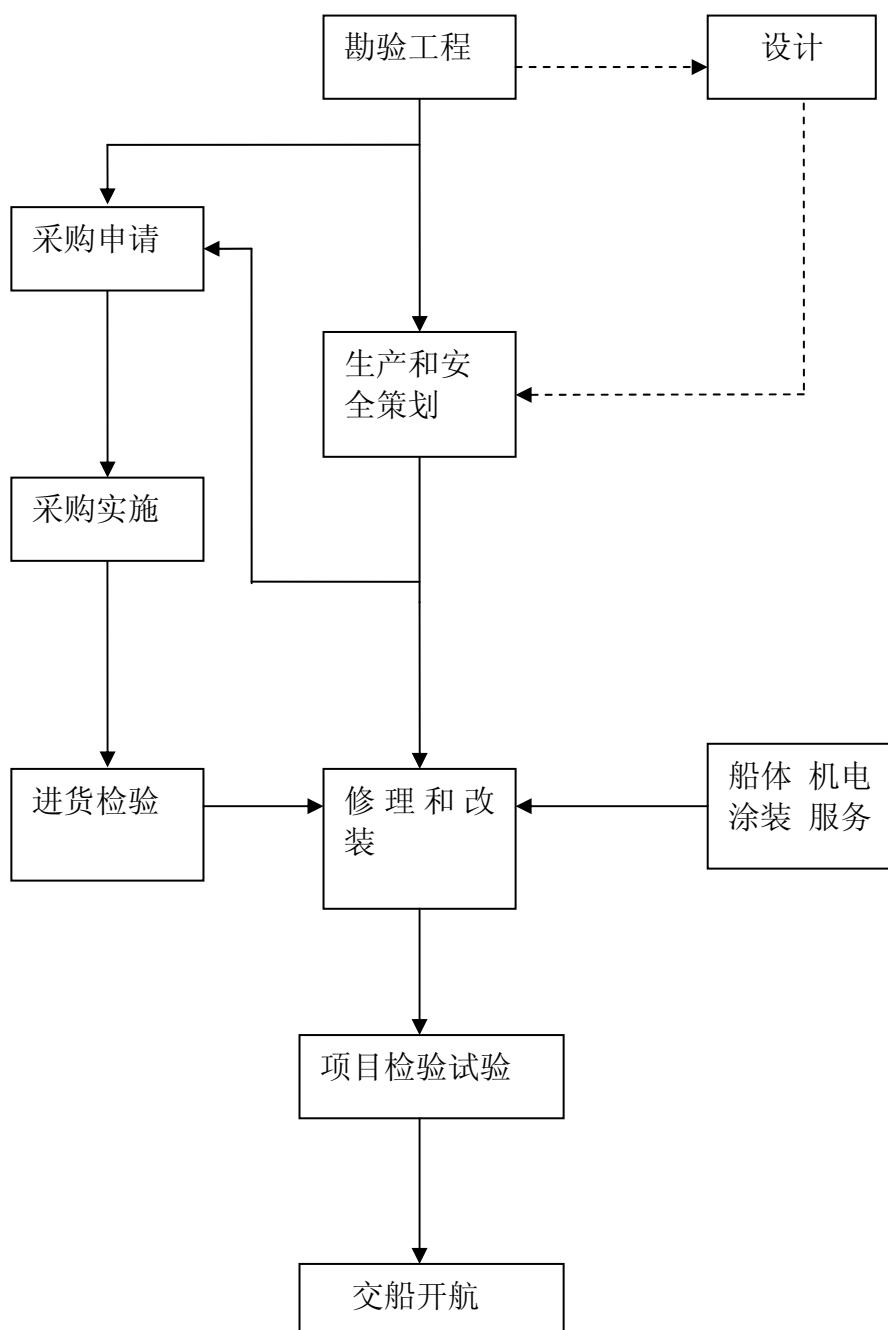 勘验工程
设计
采购申请
生产和安
全策划
采购实施
进货检验
修理和改
装
船体 机电
涂装 服务
项目检验试验
交船开航